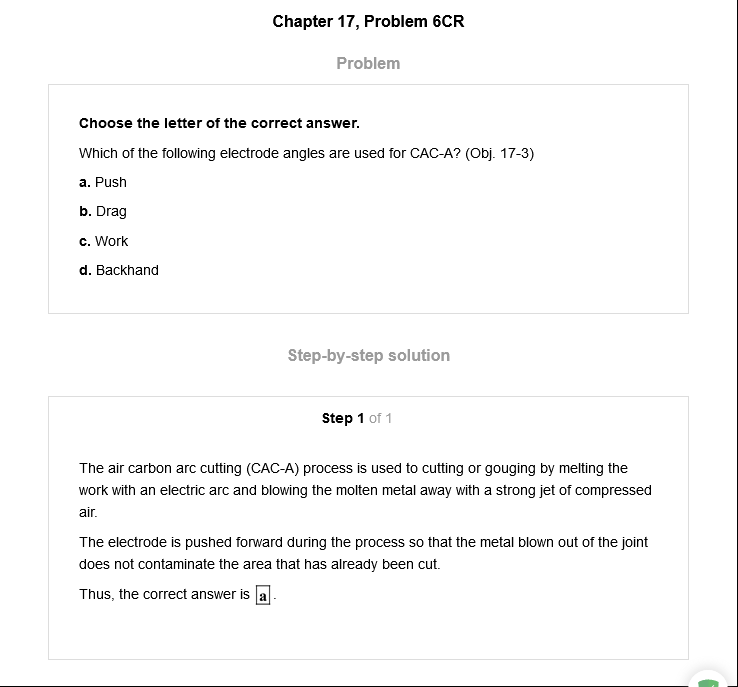 Chapter 17, Problem 6CR
Problem
Choose the letter of the correct answer.
Which of the following electrode angles are used for CAC-A? (Obj. 17-3)
a. Push
b. Drag
c. Work
d. Backhand
Step-by-step solution
Step 1 of 1
The air carbon arc cutting (CAC-A) process is used to cutting or gouging by melting the
work with an electric arc and blowing the molten metal away with a strong jet of compressed
air.
The electrode is pushed forward during the process so that the metal blown out of the joint
does not contaminate the area that has already been cut.
Thus, the correct answer is a.